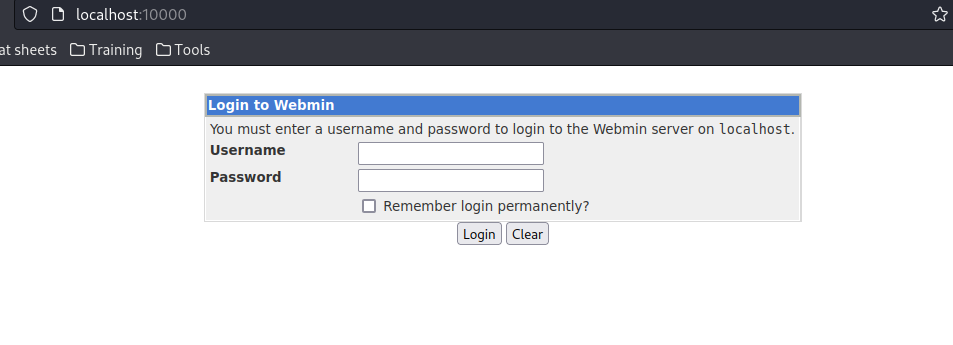 localhost:10000
at sheets Training Tools
Login to Webmin
You must enter a username and password to login to the Webmin server on localhost.
Username
Password
Remember login permanently?
Login Clear